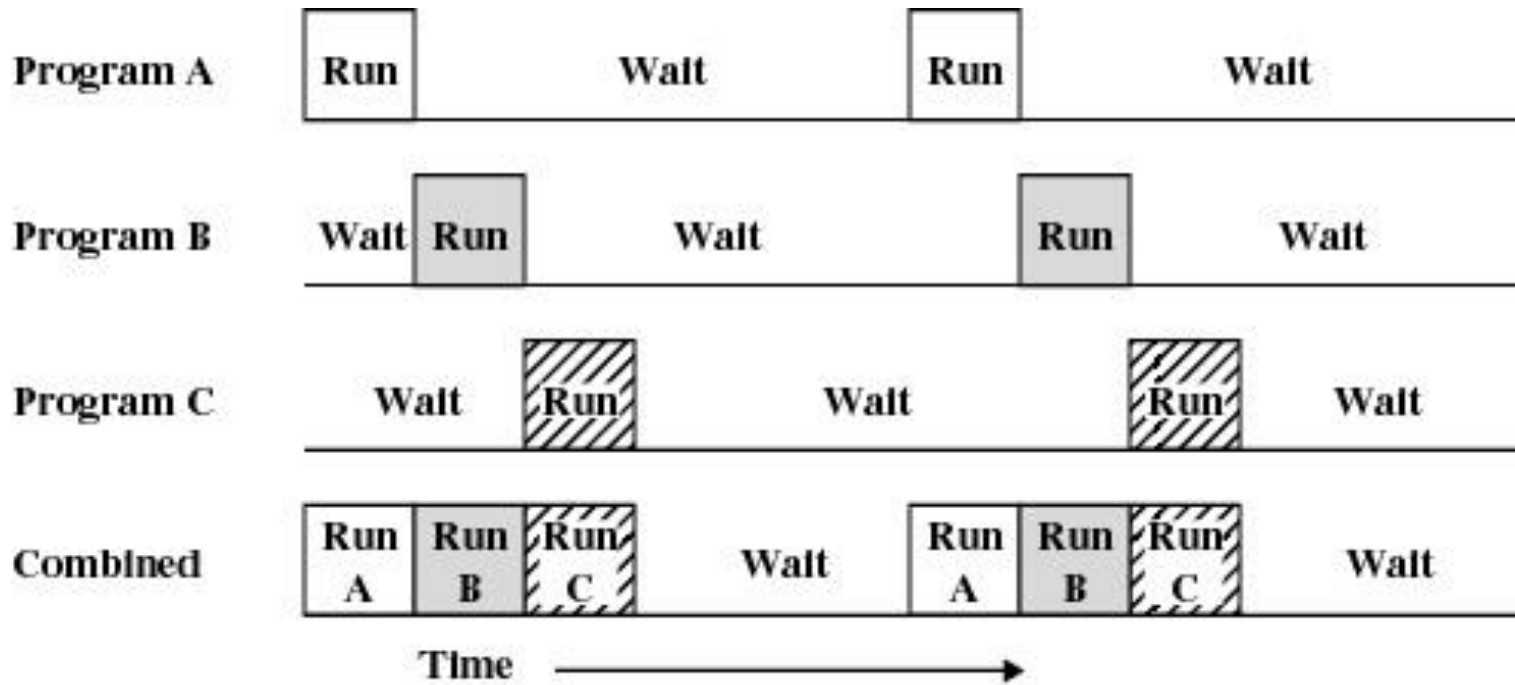 Program A Run Wait Run Wait
Program B Wait Run Wait Run Wait
Program C Wait Run Wait Run Wait
Combined Run A Run B Run C Wait Run A Run B Run C Wait
Time